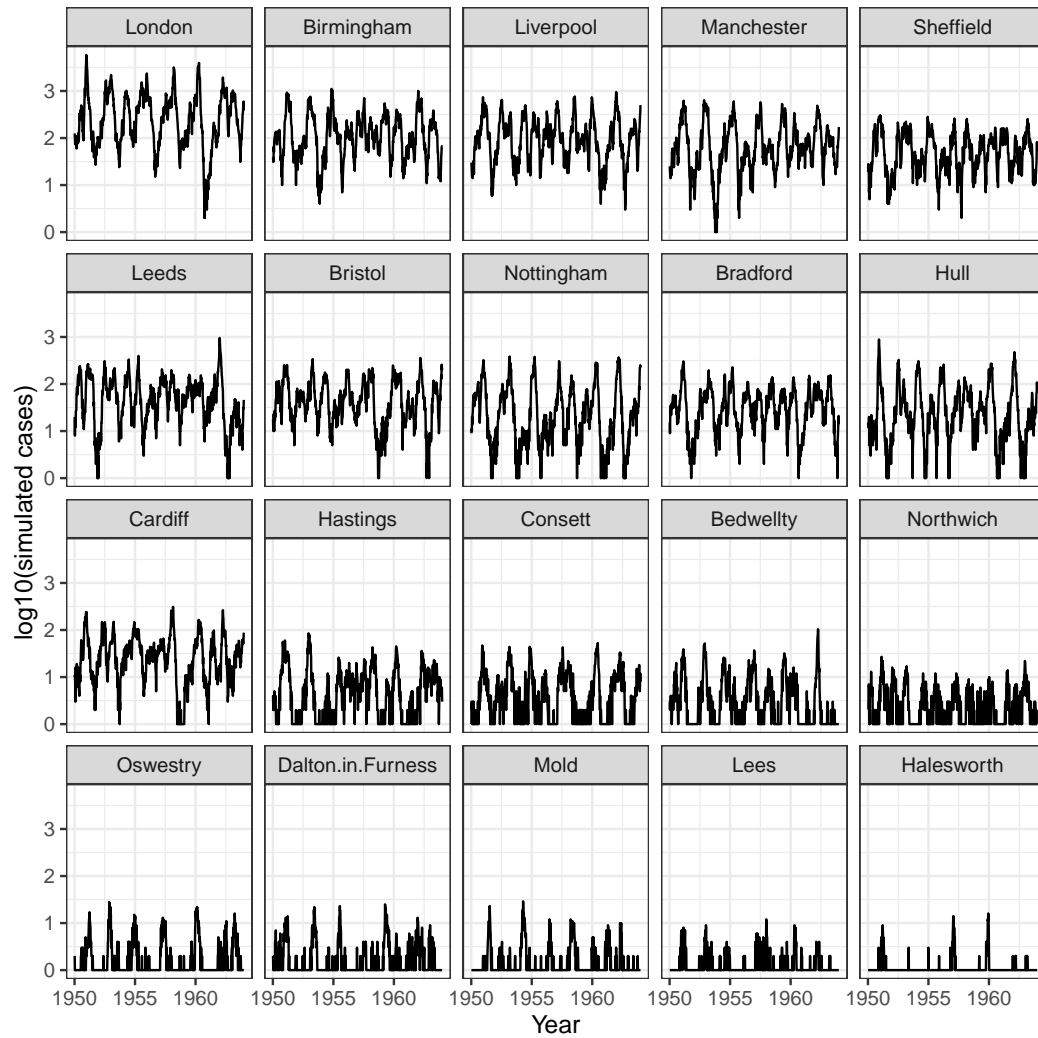 London Birmingham Liverpool Manchester Sheffield
3
2
1
0
Leeds Bristol Nottingham Bradford Hull
3
2
1
0
Cardiff Hastings Consett Bedwellty Northwich
3
2
1
0
Oswestry Dalton.in.Furness Mold Lees Halesworth
3
2
1
0
1950 1955 1960 1950 1955 1960 1950 1955 1960 1950 1955 1960 1950 1955 1960
Year
log10(simulated cases)